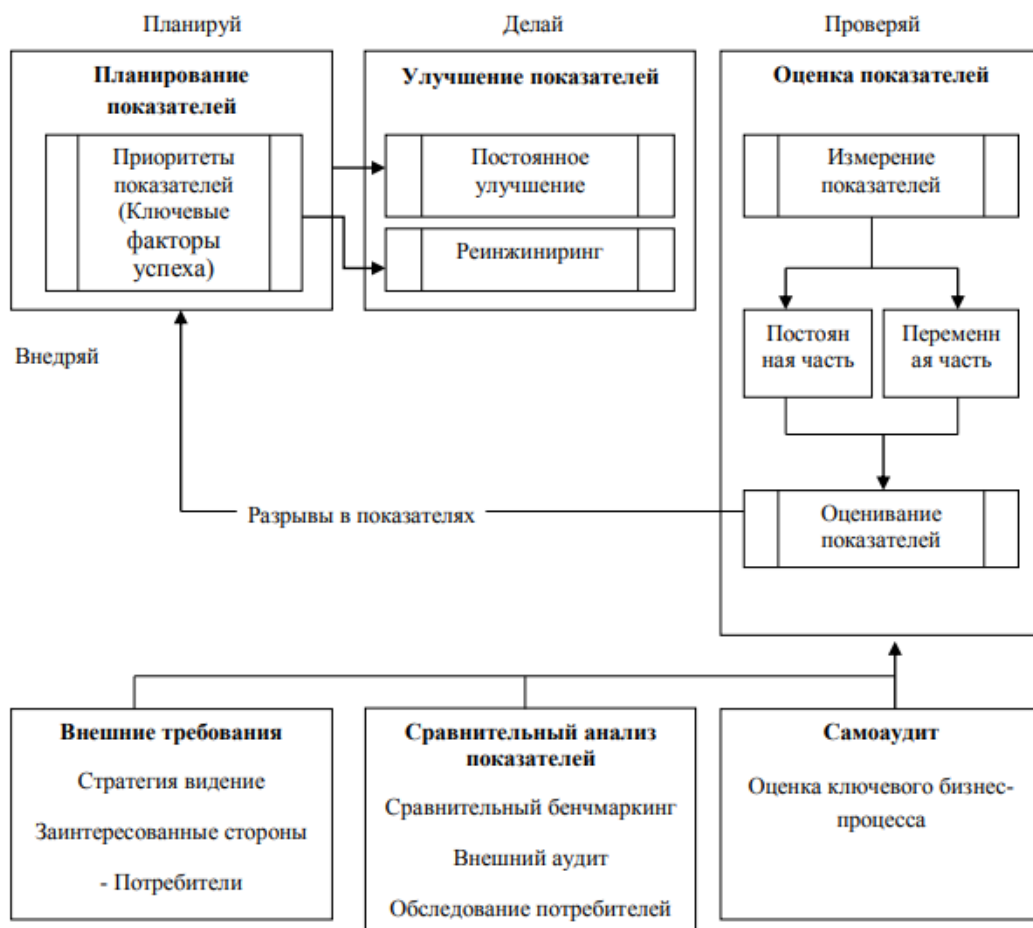 Планируй
Делай
Проверяй
Планирование
показателей
Приоритеты
показателей
(Ключевые
факторы
успеха)
Улучшение показателей
Постоянное
улучшение
Реинжиниринг
Оценка показателей
Измерение
показателей
Постоян
ная часть
Переменн
ая часть
Оценивание
показателей
Внедряй
Разрывы в показателях
Внешние требования
Стратегия видение
Заинтересованные стороны
- Потребители
Сравнительный анализ
показателей
Сравнительный бенчмаркинг
Внешний аудит
Обследование потребителей
Самоаудит
Оценка ключевого бизнес-
процесса